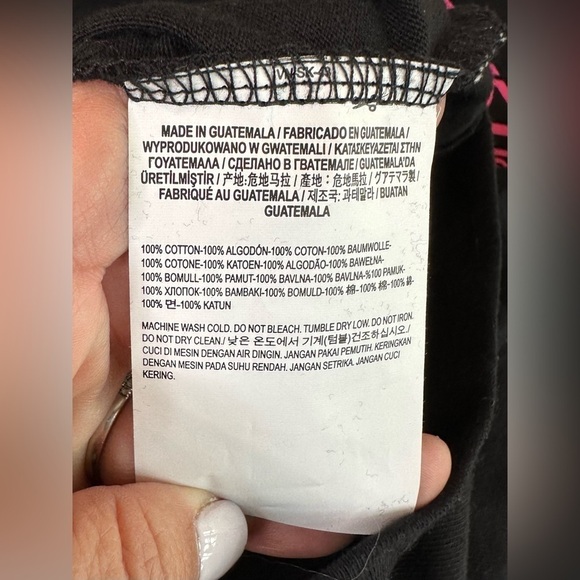 MADE IN GUATEMALA / FABRICADO EN GUATEMALA /
WYPRODUKOWANO W GWATEMALI / ΚΑΤΑΣΚΕΥΑΖΕΤΑΙ ΣΤΗΝ
ΓΟΥΑΤΕΜΑΛΑ / СДЕЛАНО В ГВАТЕМАЛЕ / GUATEMALA'DA
ÜRETİLMİŞTİR / 产地:危地马拉 / 產地：危地馬拉 / グアテマラ製 /
FABRIQUÉ AU GUATEMALA / 제조국: 과테말라 / BUATAN
GUATEMALA
100% COTTON-100% ALGODÓN-100% COTON-100% BAUMWOLLE-
100% COTONE-100% KATOEN-100% ALGODÃO-100% BAWEŁNA-
100% BOMULL-100% PAMUT-100% BAVLNA-100% BAVLNA-%100 PAMUK-
100% ХЛОПОК-100% ΒΑΜΒΑΚΙ-100% BOMULD-100% 棉-100% 棉-100% 綿-
100% 면-100% KATUN
MACHINE WASH COLD. DO NOT BLEACH. TUMBLE DRY LOW. DO NOT IRON.
DO NOT DRY CLEAN / 낮은 온도에서 기계(텀블)건조하십시오./
CUCI DI MESIN DENGAN AIR DINGIN. JANGAN PAKAI PEMUTIH. KERINGKAN
DENGAN MESIN PADA SUHU RENDAH. JANGAN SETRIKA. JANGAN CUCI
KERING.